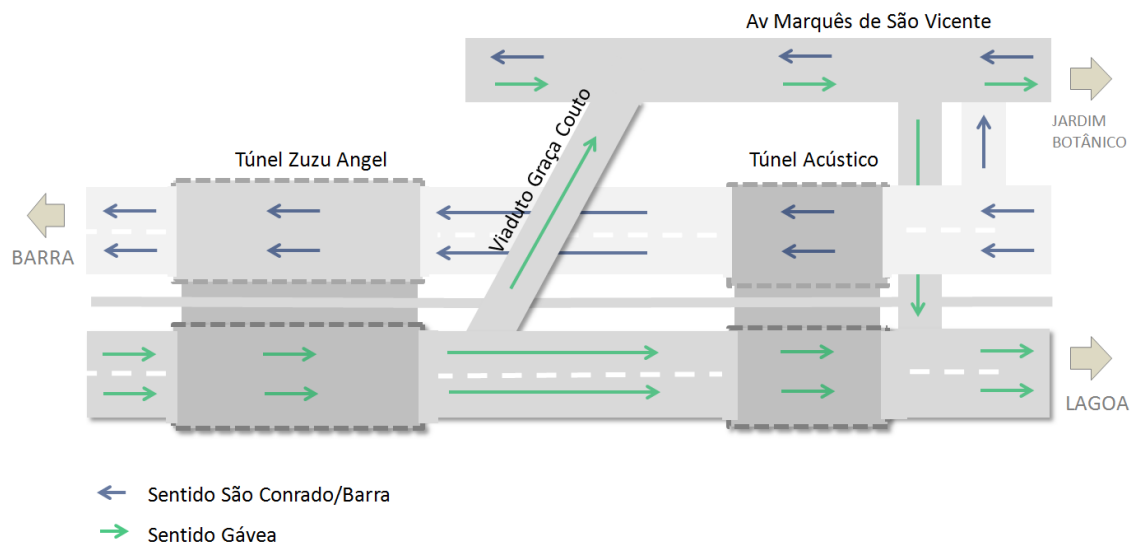 Av Marquês de São Vicente
JARDIM
BOTÂNICO
Viaduto Graça Couto
Túnel Zuzu Angel
Túnel Acústico
BARRA
LAGOA
Sentido São Conrado/Barra
Sentido Gávea